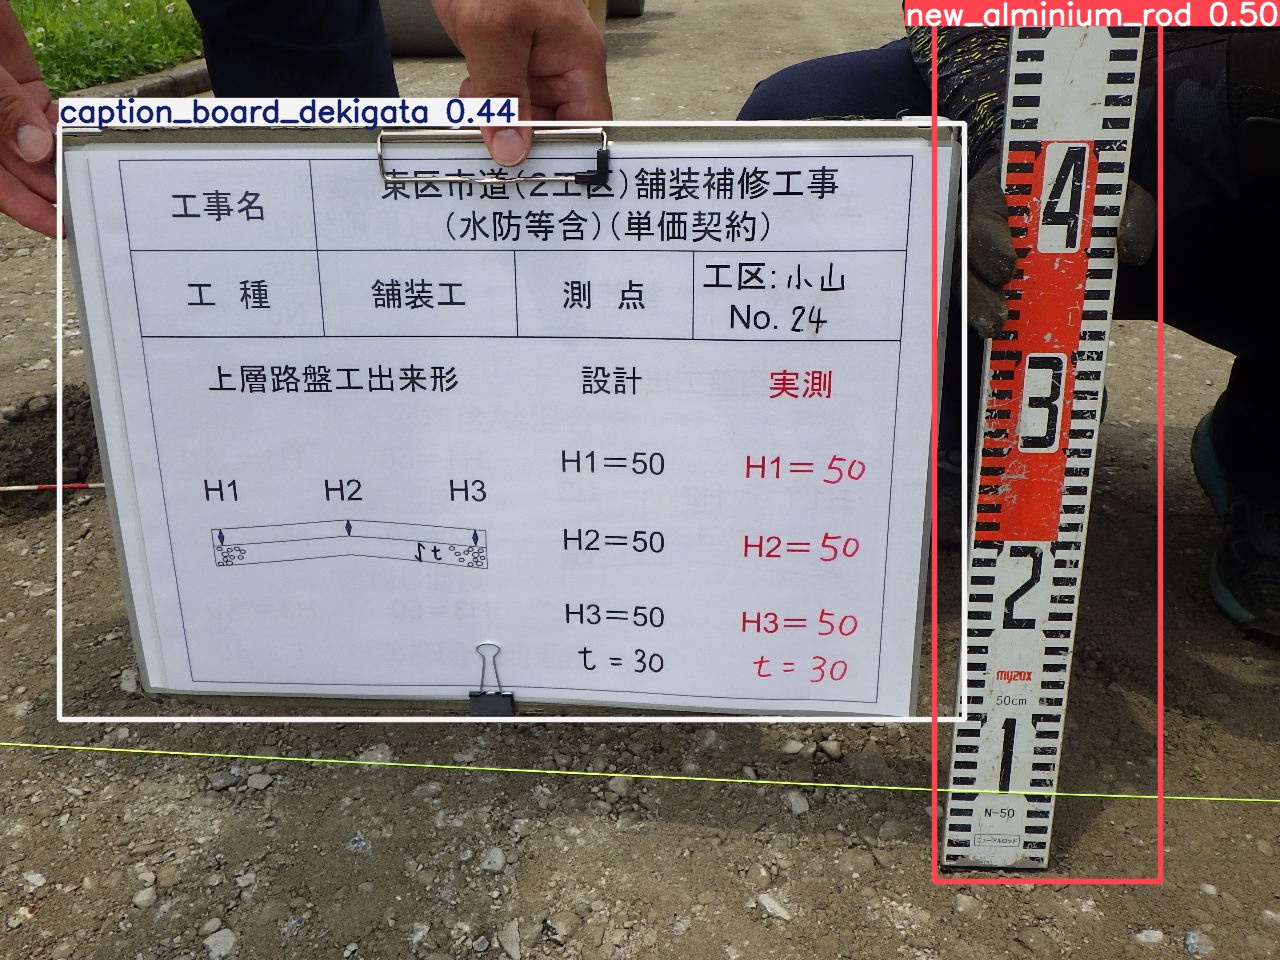 new_alminium_rod 0.50
caption_board_dekigata 0.44
工事名
東区市道(2工区)舗装補修工事
(水防等含)(単価契約)
工 種
舗装工
測 点
工区:小山
No. 24
上層路盤工出来形
設計
実測
H1 H2 H3
t
H1=50
H1=50
H2=50
H2=50
H3=50
H3=50
t=30
t=30
4
3
2
myzox
50cm
1
N-50
ニューアルロッド